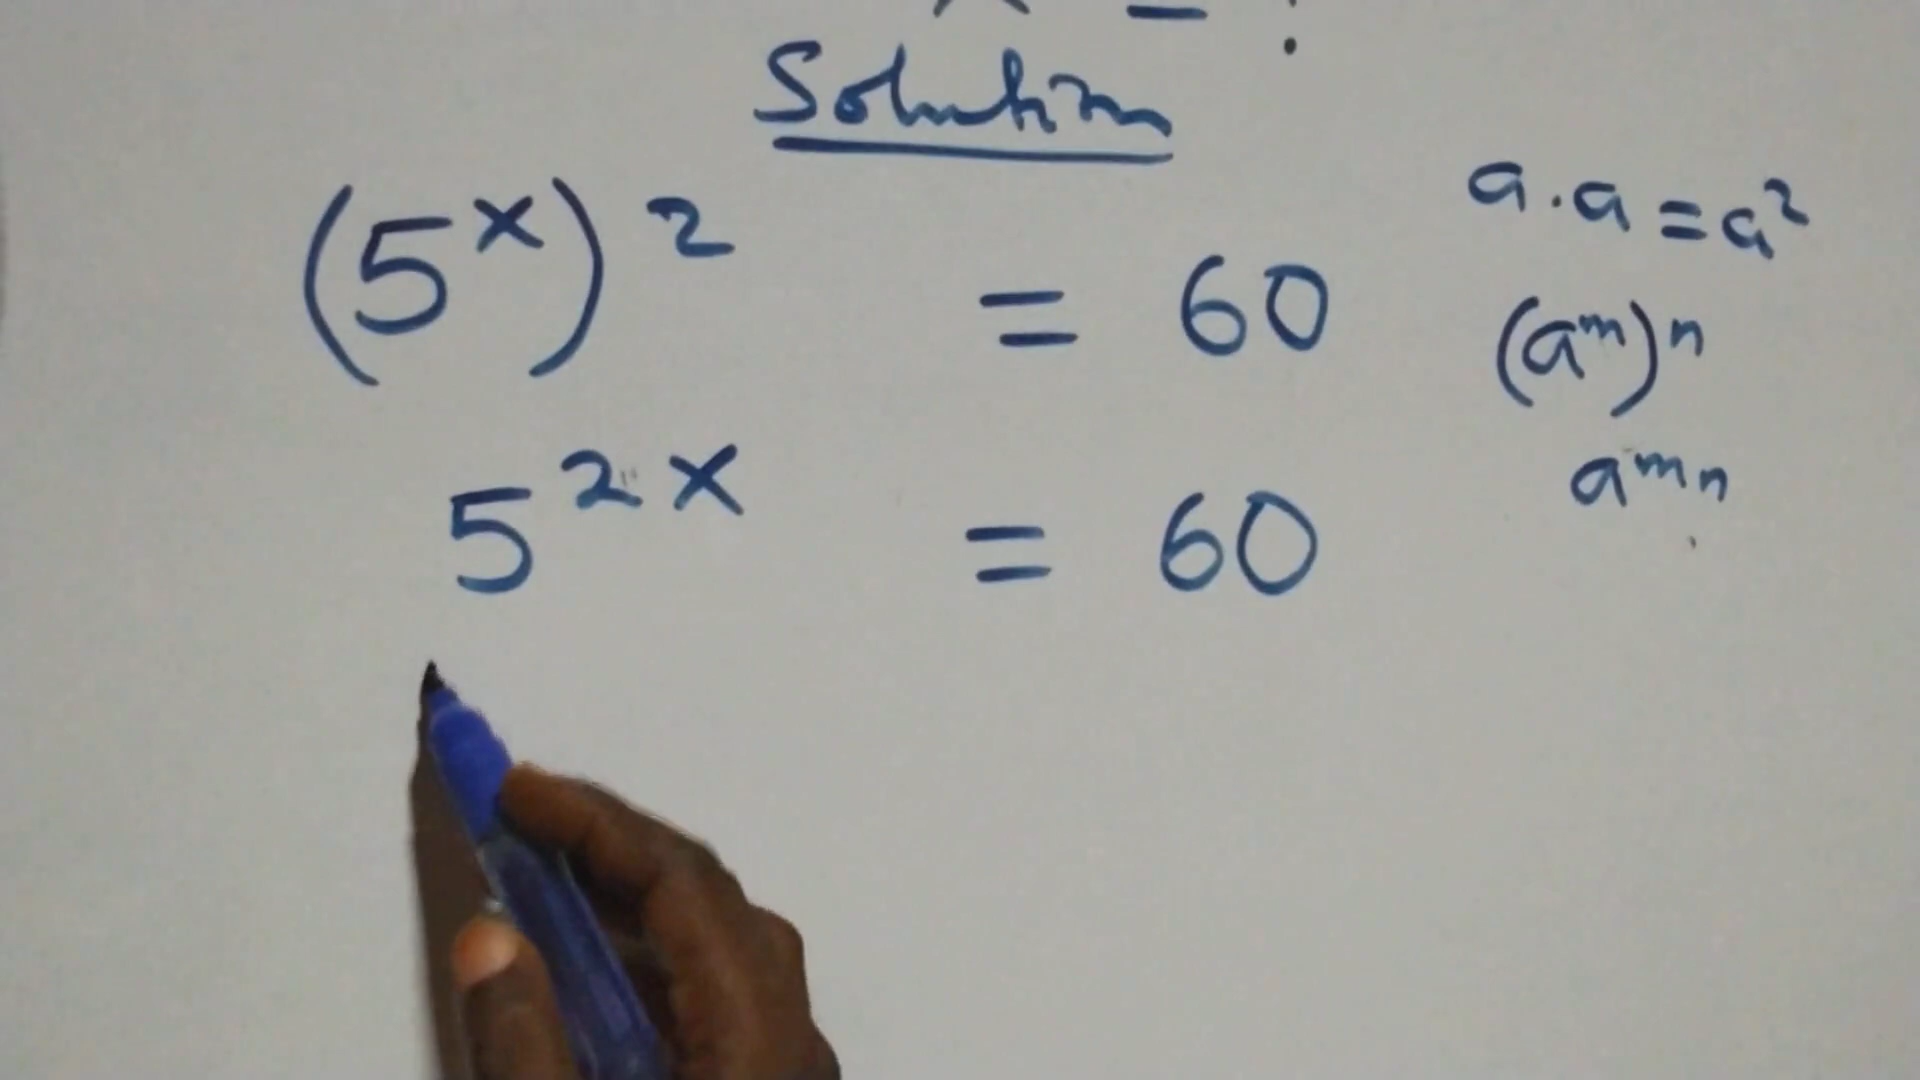 x = ?
Solution
(5^x)^2 = 60
5^2x = 60
a.a = a^2
(a^m)^n
a^mn